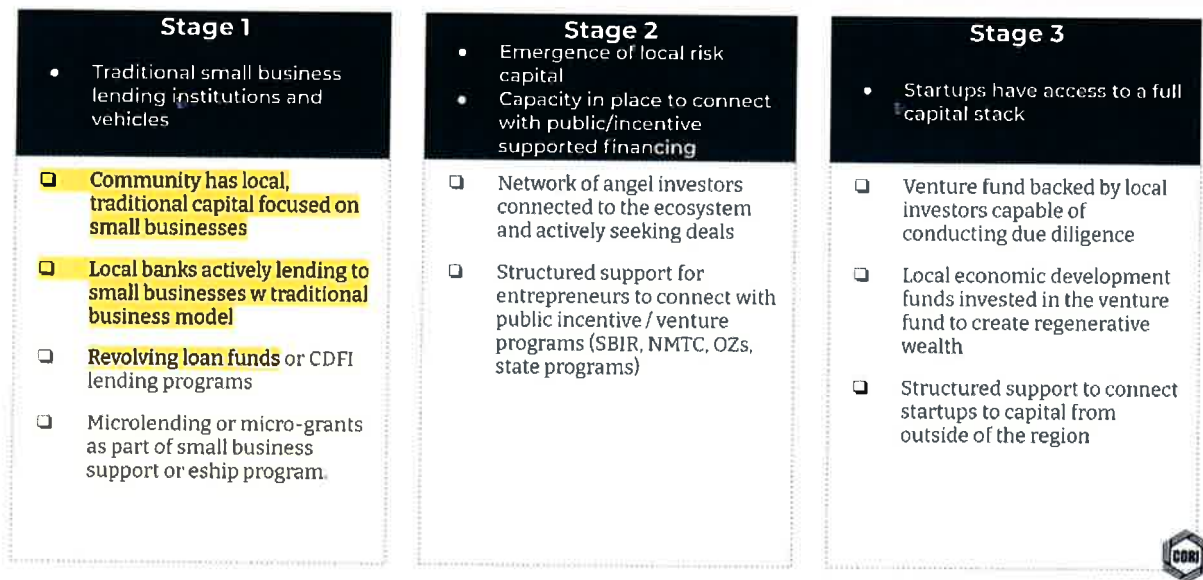 Stage 1
• Traditional small business
lending institutions and
vehicles
❑ Community has local,
traditional capital focused on
small businesses
❑ Local banks actively lending to
small businesses w traditional
business model
❑ Revolving loan funds or CDFI
lending programs
❑ Microlending or micro-grants
as part of small business
support or eship program.
Stage 2
• Emergence of local risk
capital
• Capacity in place to connect
with public/incentive
supported financing
❑ Network of angel investors
connected to the ecosystem
and actively seeking deals
❑ Structured support for
entrepreneurs to connect with
public incentive / venture
programs (SBIR, NMTC, OZs,
state programs)
Stage 3
• Startups have access to a full
capital stack
❑ Venture fund backed by local
investors capable of
conducting due diligence
❑ Local economic development
funds invested in the venture
fund to create regenerative
wealth
❑ Structured support to connect
startups to capital from
outside of the region
CORI